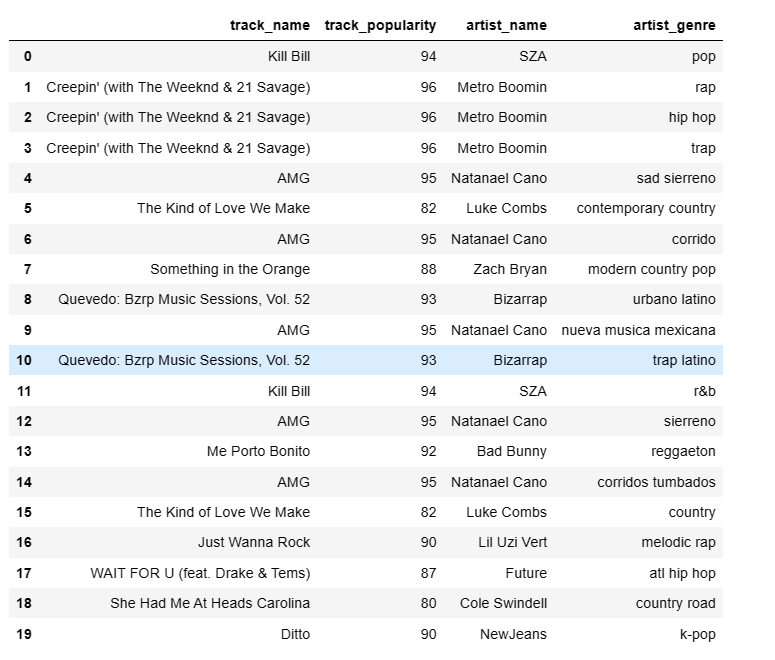 track_name track_popularity artist_name artist_genre
0 Kill Bill 94 SZA pop
1 Creepin' (with The Weeknd & 21 Savage) 96 Metro Boomin rap
2 Creepin' (with The Weeknd & 21 Savage) 96 Metro Boomin hip hop
3 Creepin' (with The Weeknd & 21 Savage) 96 Metro Boomin trap
4 AMG 95 Natanael Cano sad sierreno
5 The Kind of Love We Make 82 Luke Combs contemporary country
6 AMG 95 Natanael Cano corrido
7 Something in the Orange 88 Zach Bryan modern country pop
8 Quevedo: Bzrp Music Sessions, Vol. 52 93 Bizarrap urbano latino
9 AMG 95 Natanael Cano nueva musica mexicana
10 Quevedo: Bzrp Music Sessions, Vol. 52 93 Bizarrap trap latino
11 Kill Bill 94 SZA r&b
12 AMG 95 Natanael Cano sierreno
13 Me Porto Bonito 92 Bad Bunny reggaeton
14 AMG 95 Natanael Cano corridos tumbados
15 The Kind of Love We Make 82 Luke Combs country
16 Just Wanna Rock 90 Lil Uzi Vert melodic rap
17 WAIT FOR U (feat. Drake & Tems) 87 Future atl hip hop
18 She Had Me At Heads Carolina 80 Cole Swindell country road
19 Ditto 90 NewJeans k-pop